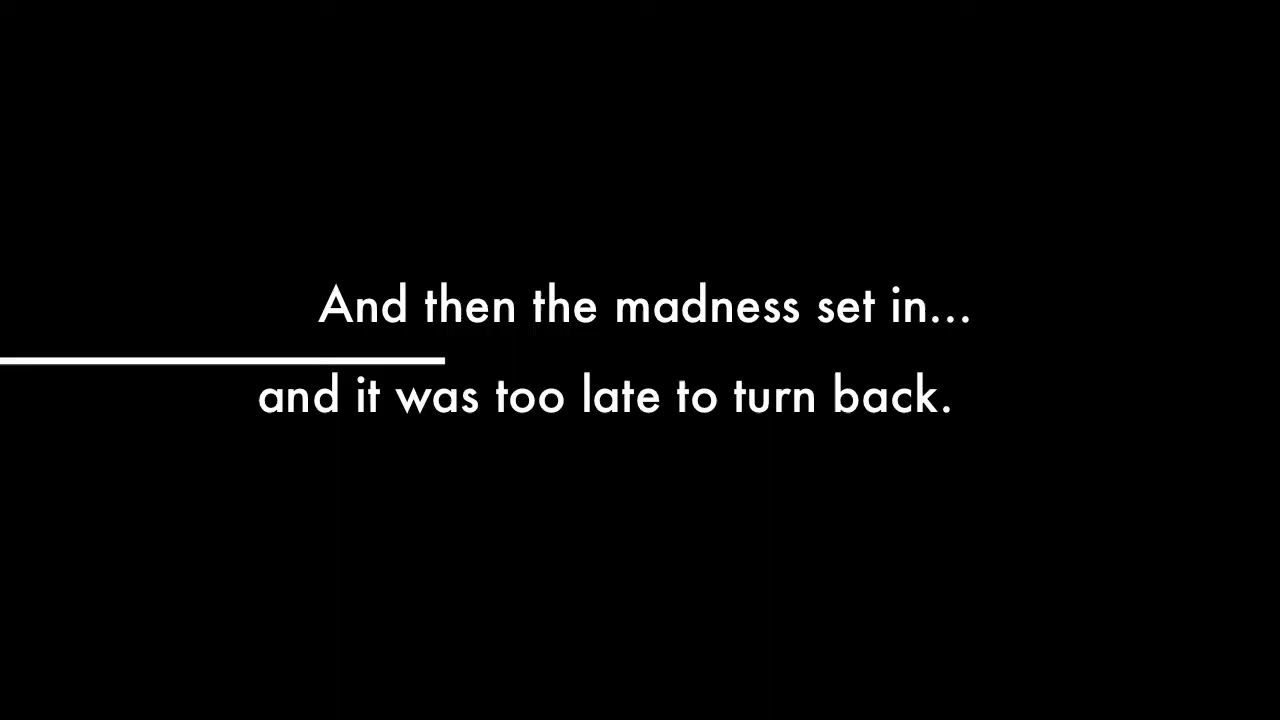 And then the madness set in...
and it was too late to turn back.